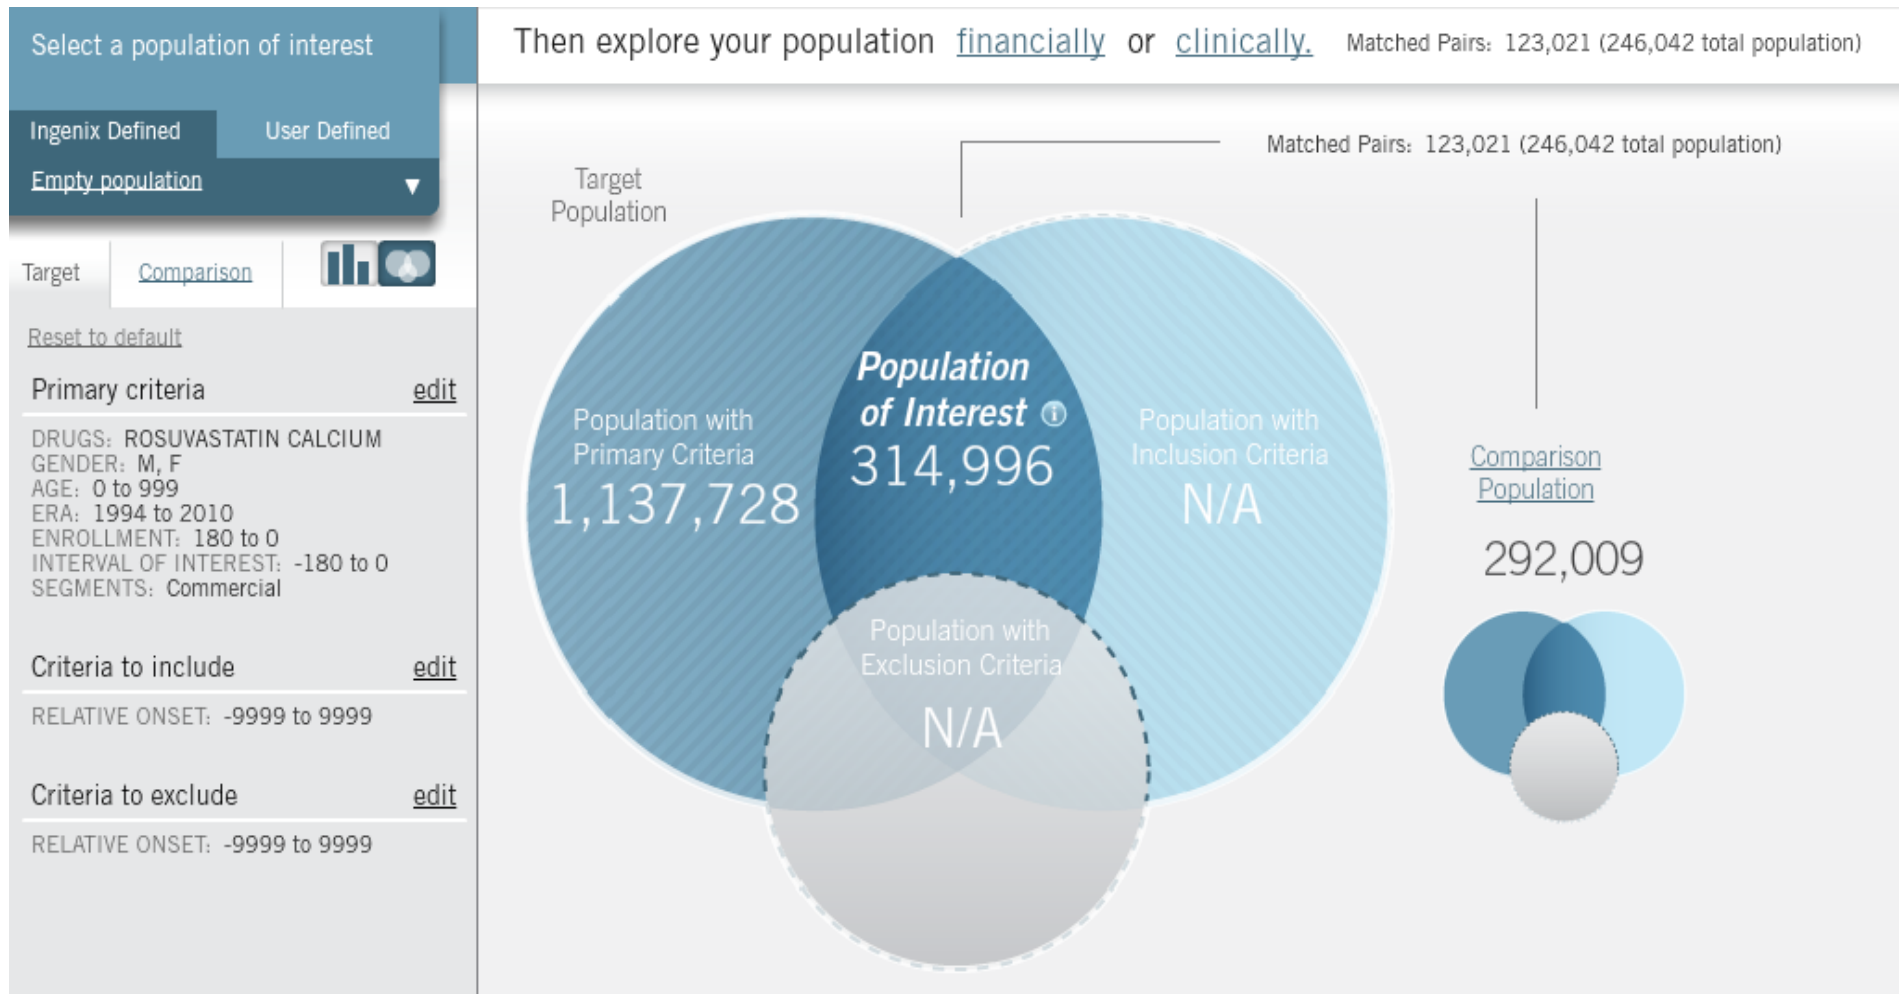 Select a population of interest
Ingenix Defined
User Defined
Empty population
Target
Comparison
Reset to default
Primary criteria
edit
DRUGS: ROSUVASTATIN CALCIUM
GENDER: M, F
AGE: 0 to 999
ERA: 1994 to 2010
ENROLLMENT: 180 to 0
INTERVAL OF INTEREST: -180 to 0
SEGMENTS: Commercial
Criteria to include
edit
RELATIVE ONSET: -9999 to 9999
Criteria to exclude
edit
RELATIVE ONSET: -9999 to 9999
Then explore your population financially or clinically.
Matched Pairs: 123,021 (246,042 total population)
Matched Pairs: 123,021 (246,042 total population)
Target
Population
Population with
Primary Criteria
1,137,728
Population
of Interest i
314,996
Population with
Inclusion Criteria
N/A
Population with
Exclusion Criteria
N/A
Comparison
Population
292,009